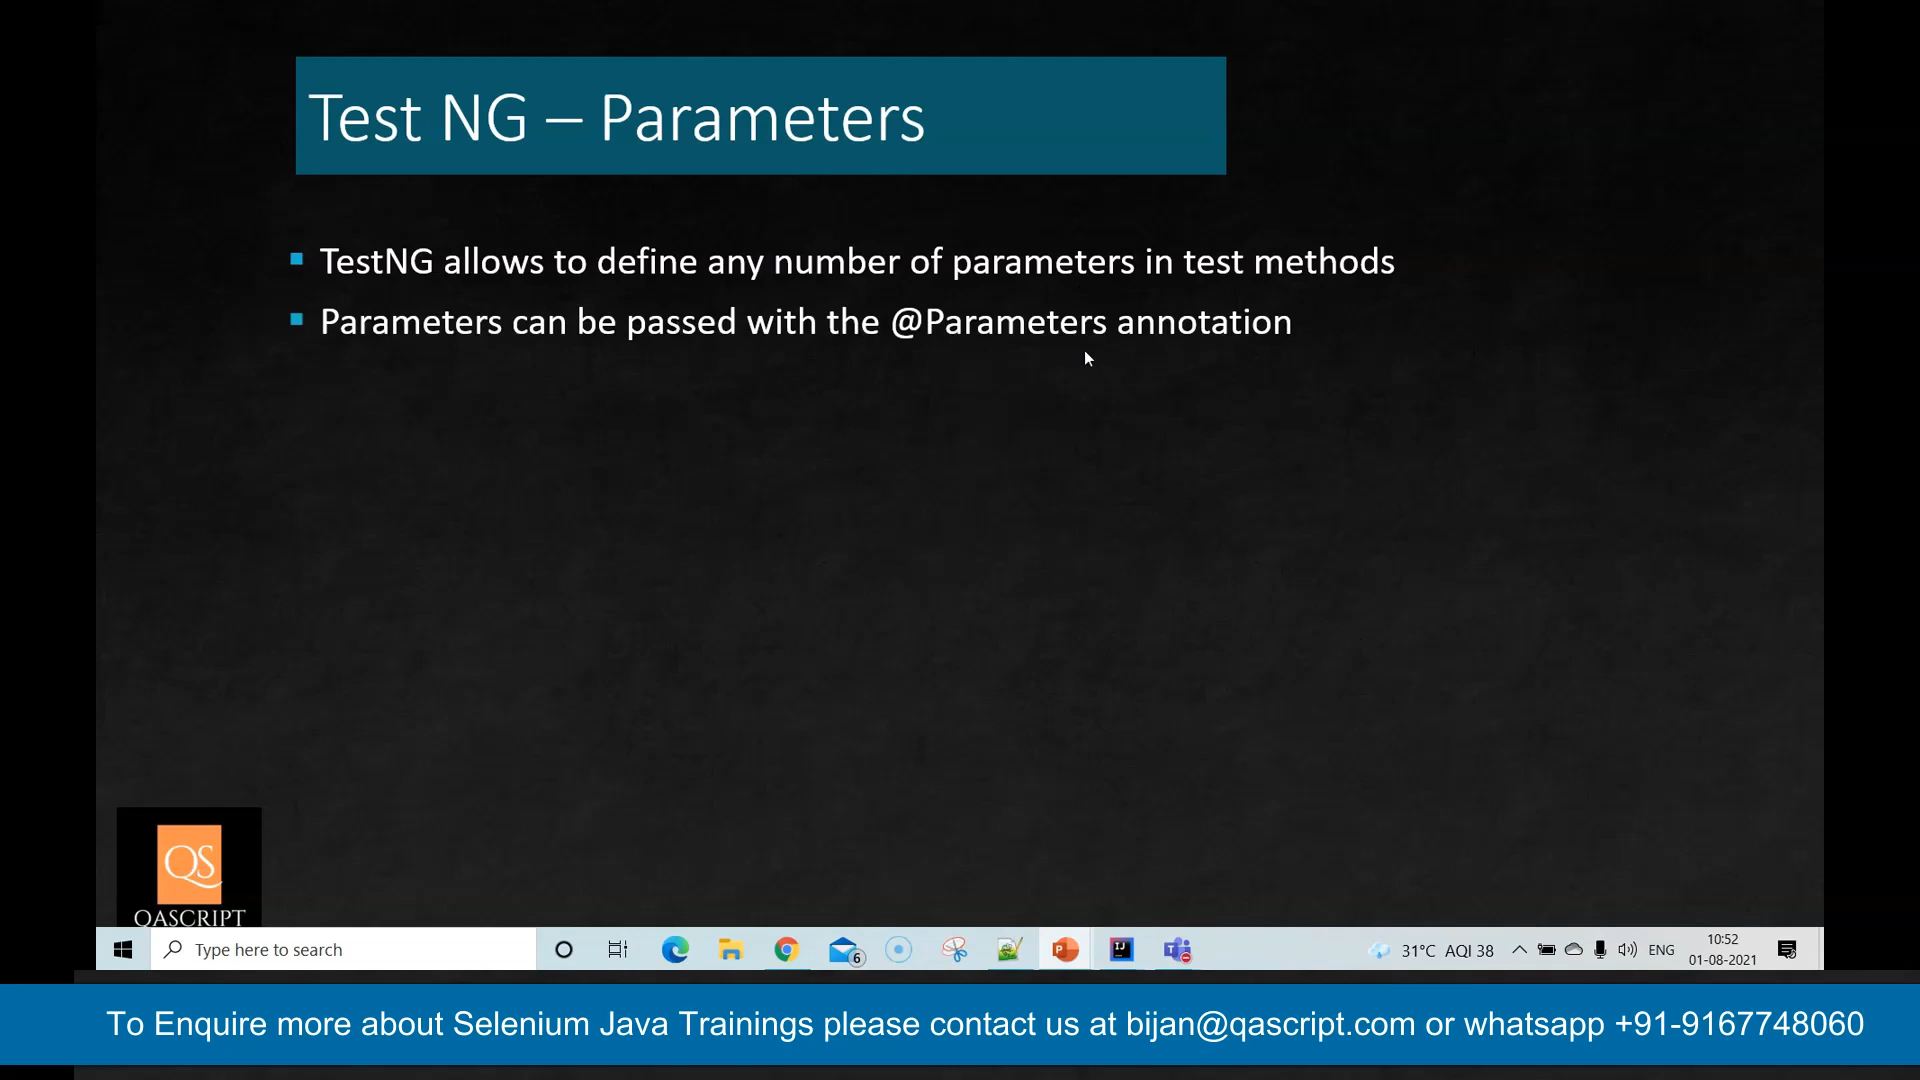 Test NG – Parameters
TestNG allows to define any number of parameters in test methods
Parameters can be passed with the @Parameters annotation
QS
QASCRIPT
Type here to search
6
31°C AQI 38
ENG
10:52
01-08-2021
To Enquire more about Selenium Java Trainings please contact us at bijan@qascript.com or whatsapp +91-9167748060